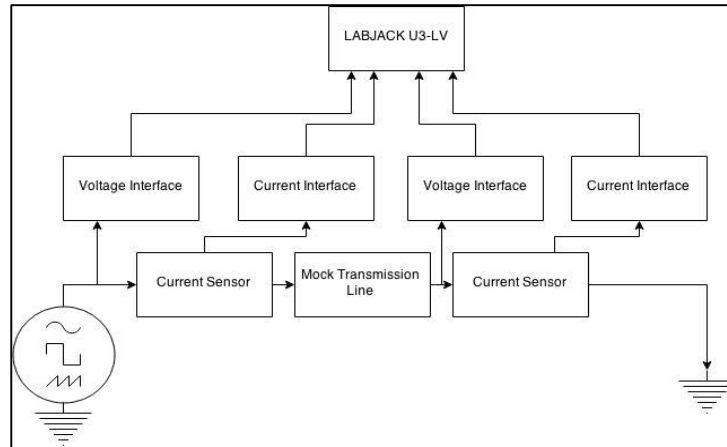 LABJACK U3-LV
Voltage Interface
Current Interface
Voltage Interface
Current Interface
Current Sensor
Mock Transmission
Line
Current Sensor